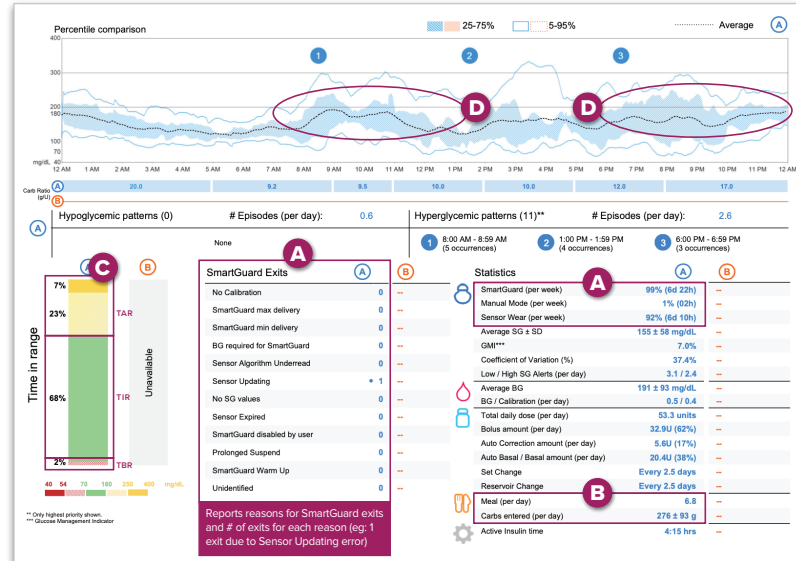 Percentile comparison
25-75%
5-95%
Average
A
400
300
200
180
100
70
mg/dL
40
1
2
3
D
D
12 AM 1 AM 2 AM 3 AM 4 AM 5 AM 6 AM 7 AM 8 AM 9 AM 10 AM 11 AM 12 PM 1 PM 2 PM 3 PM 4 PM 5 PM 6 PM 7 PM 8 PM 9 PM 10 PM 11 PM 12 AM
Carb Ratio (g/U)
A 20.0 9.2 9.5 10.0 10.0 12.0 17.0
B
A
Hypoglycemic patterns (0) # Episodes (per day): 0.6
None
Hyperglycemic patterns (11)** # Episodes (per day): 2.6
1 8:00 AM - 8:59 AM (5 occurrences)
2 1:00 PM - 1:59 PM (4 occurrences)
3 6:00 PM - 6:59 PM (3 occurrences)
Time in range
A
C
B
7%
23%
TAR
68%
TIR
2%
TBR
Unavailable
40 54 70 180 250 400 mg/dL
** Only highest priority shown.
*** Glucose Management Indicator
A
SmartGuard Exits A B
No Calibration 0 --
SmartGuard max delivery 0 --
SmartGuard min delivery 0 --
BG required for SmartGuard 0 --
Sensor Algorithm Underread 0 --
Sensor Updating 1 --
No SG values 0 --
Sensor Expired 0 --
SmartGuard disabled by user 0 --
Prolonged Suspend 0 --
SmartGuard Warm Up 0 --
Unidentified 0 --
Reports reasons for SmartGuard exits
and # of exits for each reason (eg: 1
exit due to Sensor Updating error)
Statistics A A B
SmartGuard (per week) 99% (6d 22h) --
Manual Mode (per week) 1% (02h) --
Sensor Wear (per week) 92% (6d 10h) --
Average SG ± SD 155 ± 58 mg/dL --
GMI*** 7.0% --
Coefficient of Variation (%) 37.4% --
Low / High SG Alerts (per day) 3.1 / 2.4 --
Average BG 191 ± 93 mg/dL --
BG / Calibration (per day) 0.5 / 0.4 --
Total daily dose (per day) 53.3 units --
Bolus amount (per day) 32.9U (62%) --
Auto Correction amount (per day) 5.6U (17%) --
Auto Basal / Basal amount (per day) 20.4U (38%) --
Set Change Every 2.5 days --
Reservoir Change Every 2.5 days --
B
Meal (per day) 6.8 --
Carbs entered (per day) 276 ± 93 g --
Active Insulin time 4:15 hrs --